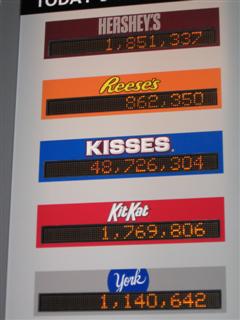 TODAY
HERSHEY'S
1,851,337
Reese's
862,350
KISSES
48,726,304
KitKat
1,769,806
York
1,140,642